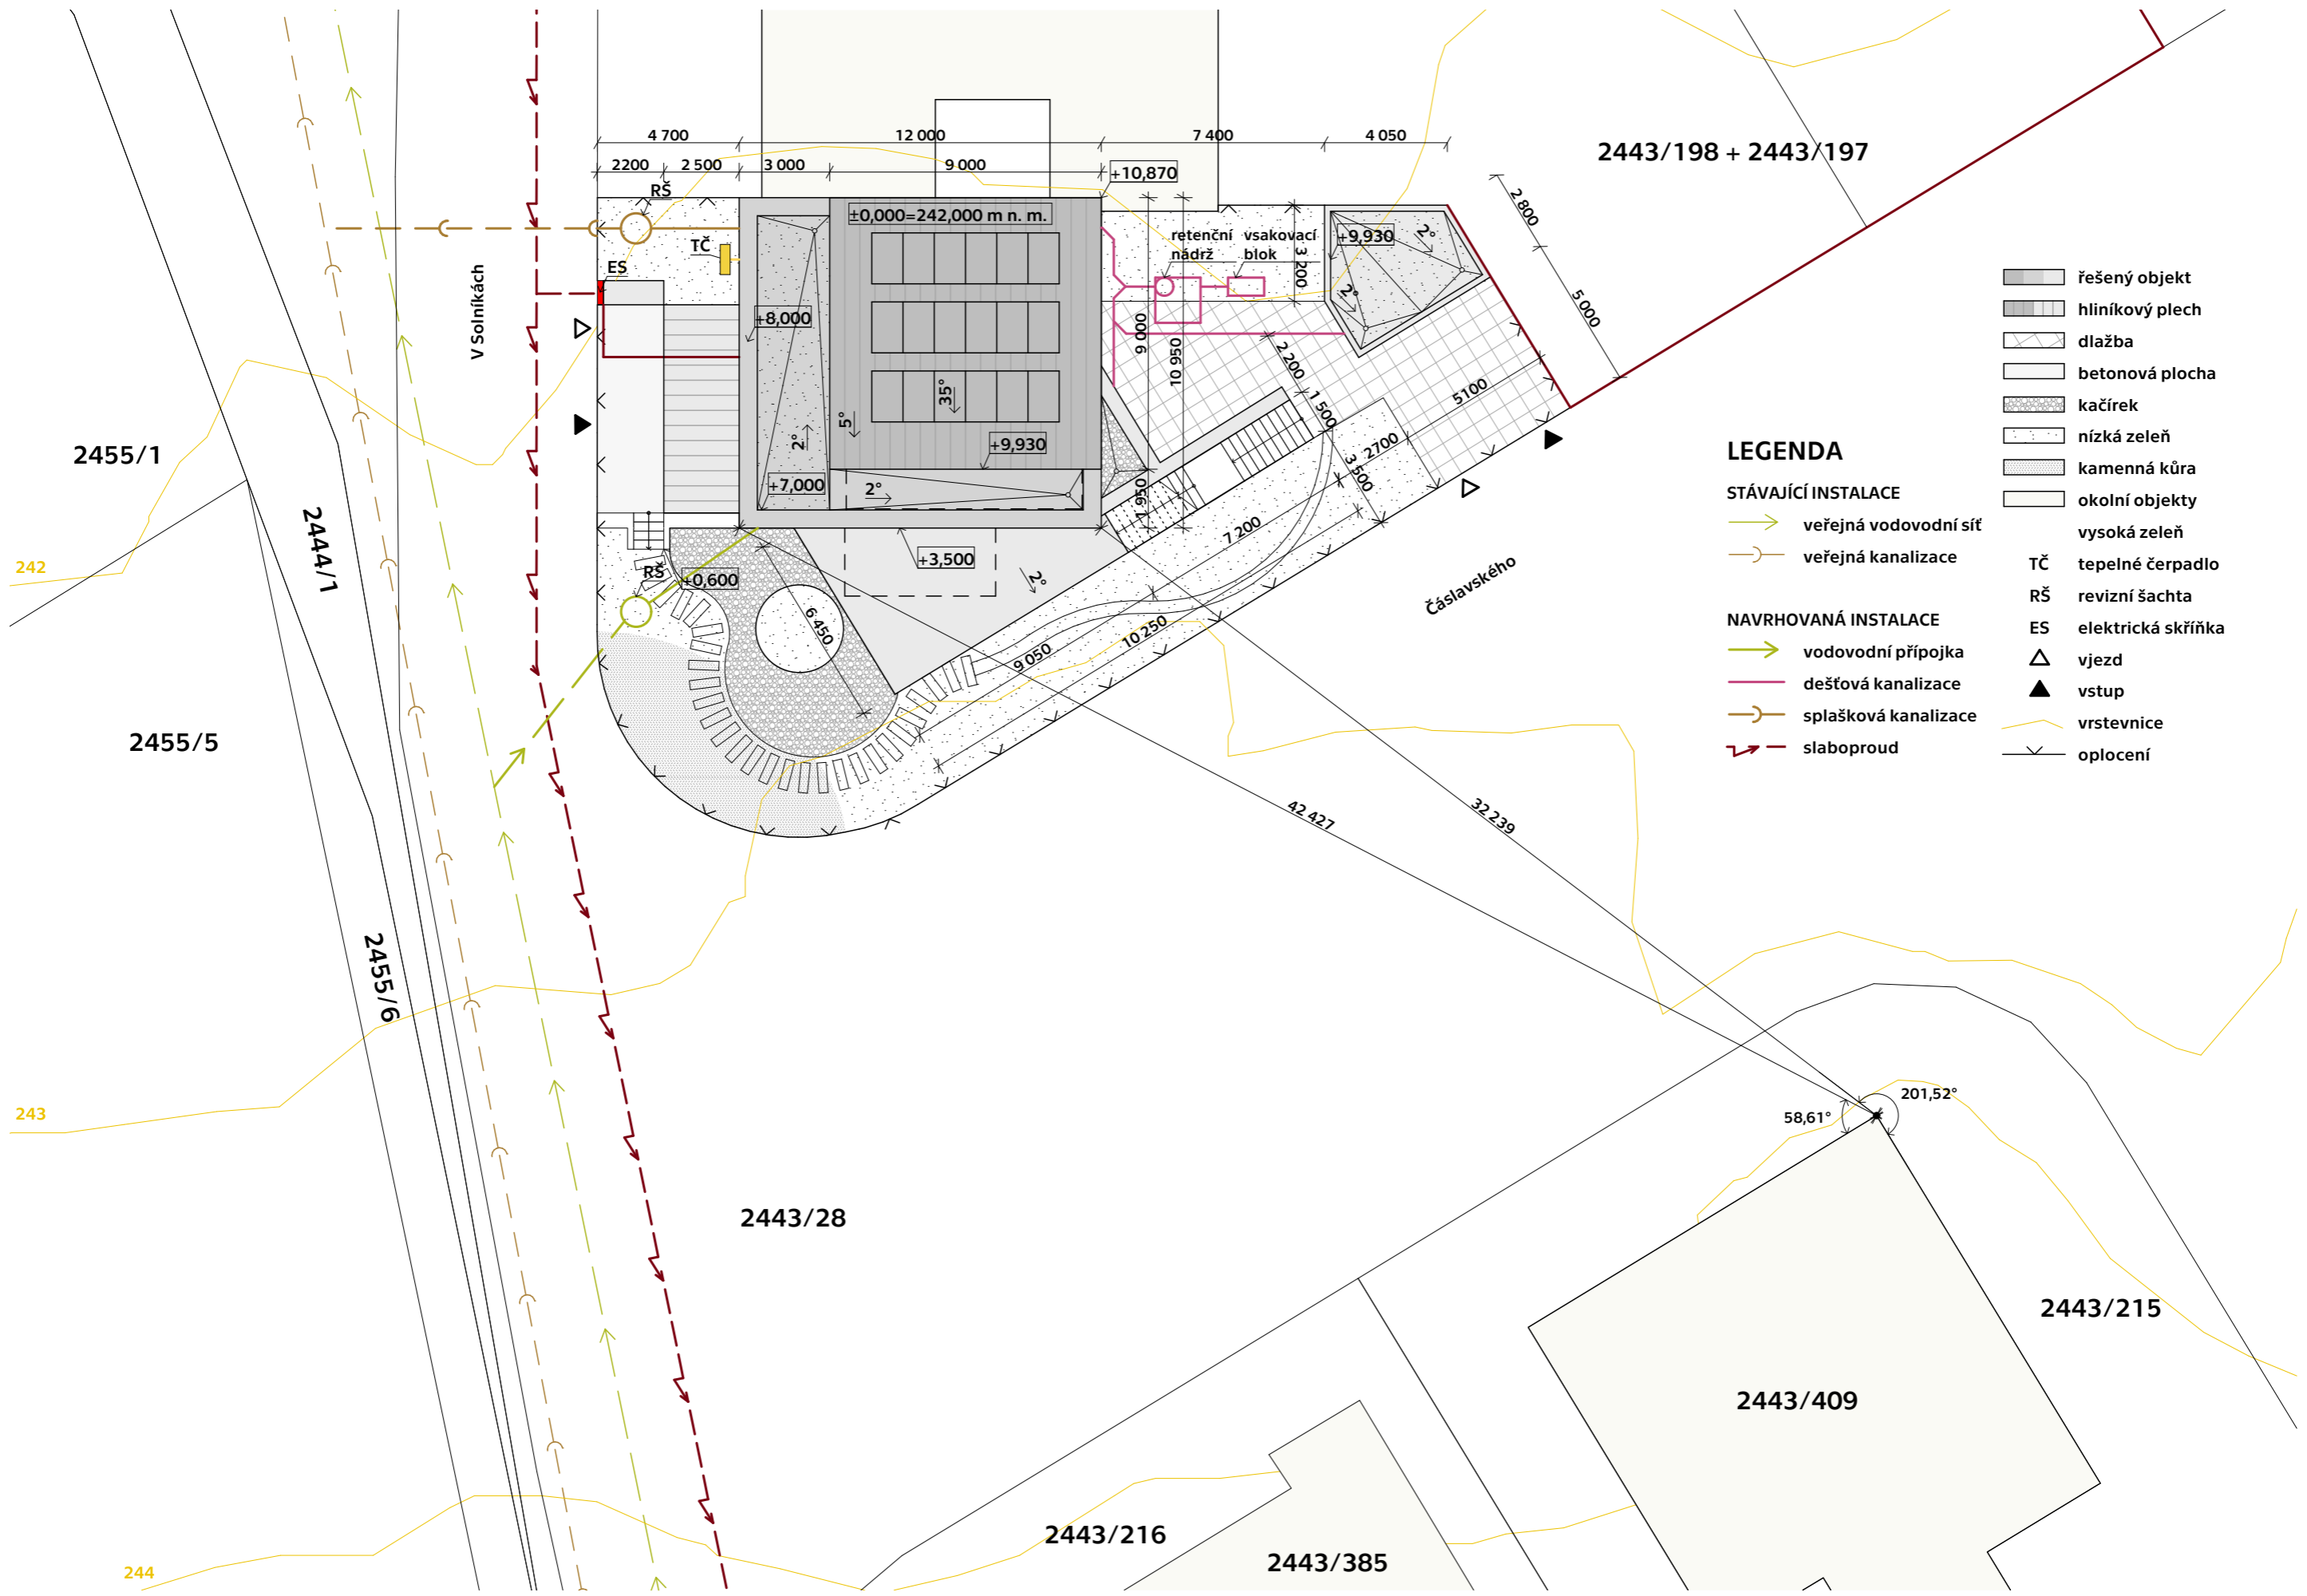 4 700
12 000
7 400
4 050
2200
2 500
3 000
9 000
+10,870
2443/198 + 2443/197
RŠ
±0,000=242,000 m n. m.
2 800
TČ
retenční
nádrž
vsakovací
blok
+9,930
2°
3 200
ES
V Solníkách
+8,000
2°
5 000
9 000
10 950
2 200
35°
5°
2°
1 500
5100
+9,930
2700
3 500
+7,000
2°
1 950
7 200
2455/1
2444/1
242
+3,500
2°
RŠ
+0,600
6 450
Čáslavského
10 250
9 050
2455/5
42 427
32 239
2455/6
243
201,52°
58,61°
2443/28
2443/215
2443/409
2443/216
2443/385
244
LEGENDA
STÁVAJÍCÍ INSTALACE
veřejná vodovodní síť
veřejná kanalizace
NAVRHOVANÁ INSTALACE
vodovodní přípojka
dešťová kanalizace
splašková kanalizace
slaboproud
řešený objekt
hliníkový plech
dlažba
betonová plocha
kačírek
nízká zeleň
kamenná kůra
okolní objekty
vysoká zeleň
TČ tepelné čerpadlo
RŠ revizní šachta
ES elektrická skříňka
vjezd
vstup
vrstevnice
oplocení